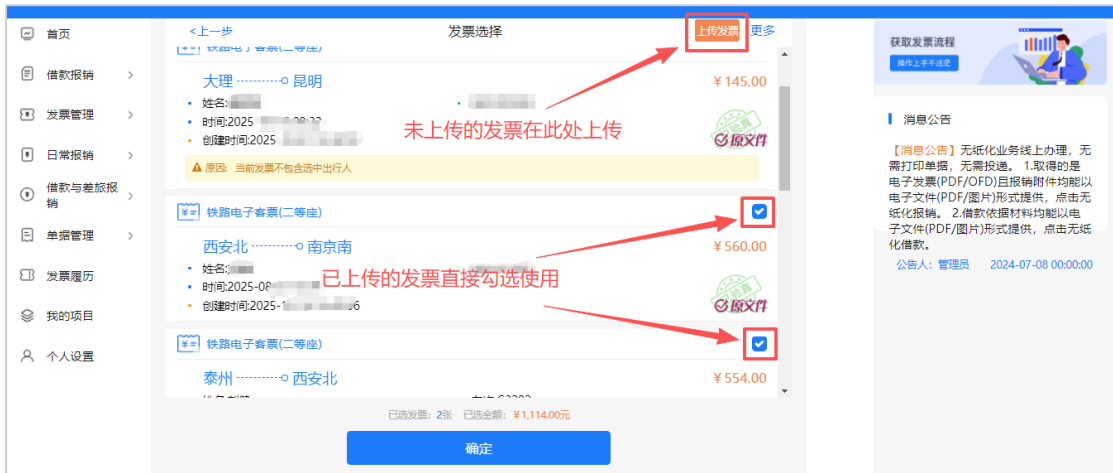 首页
借款报销
发票管理
日常报销
借款与差旅报
销
单据管理
发票履历
我的项目
个人设置
<上一步
发票选择
上传发票
更多
铁路电子客票(二等座)
大理
昆明
¥145.00
姓名:
时间:2025
创建时间:2025
未上传的发票在此处上传
原文件
原因: 当前发票不包含选中出行人
铁路电子客票(二等座)
西安北
南京南
¥560.00
姓名:
时间:2025-08
创建时间:2025-1
已上传的发票直接勾选使用
原文件
铁路电子客票(二等座)
泰州
西安北
¥554.00
已选发票: 2张 已选金额: ¥1,114.00元
确定
获取发票流程
操作上手不迷茫
消息公告
【消息公告】无纸化业务线上办理，无
需打印单据，无需投递。 1.取得的是
电子发票(PDF/OFD)且报销附件均能以
电子文件(PDF/图片)形式提供，点击无
纸化报销。 2.借款依据材料均能以电
子文件(PDF/图片)形式提供，点击无纸
化借款。
公告人: 管理员 2024-07-08 00:00:00